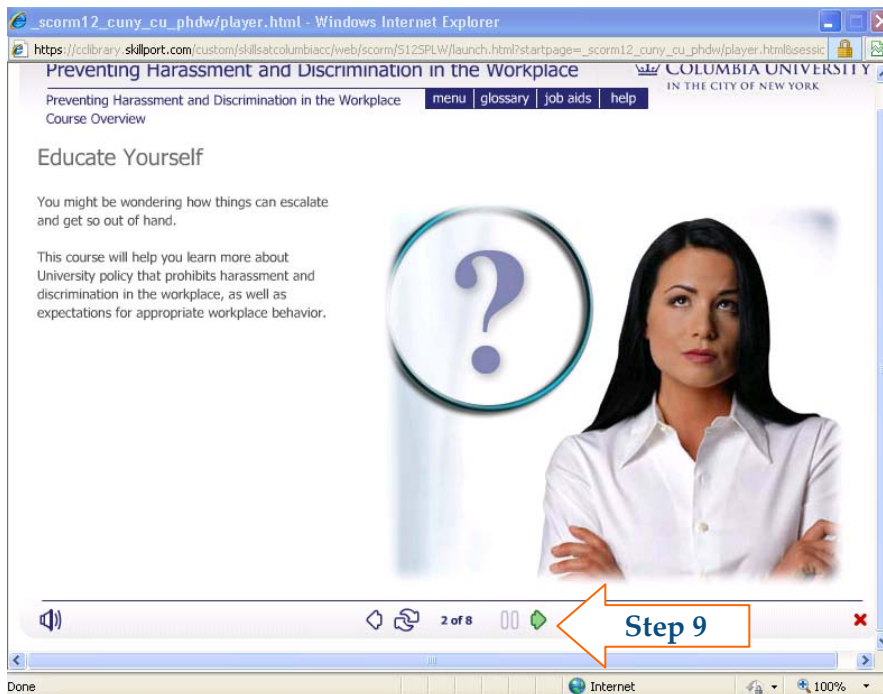 _scorm12_cuny_cu_phdw/player.html - Windows Internet Explorer
https://cclibrary.skillport.com/custom/skillsatcolumbiacc/web/scorm/S12SPLW/launch.html?startpage=_scorm12_cuny_cu_phdw/player.html&sessic
Preventing Harassment and Discrimination in the Workplace
COLUMBIA UNIVERSITY
IN THE CITY OF NEW YORK
Preventing Harassment and Discrimination in the Workplace
menu glossary job aids help
Course Overview
Educate Yourself
You might be wondering how things can escalate
and get so out of hand.
This course will help you learn more about
University policy that prohibits harassment and
discrimination in the workplace, as well as
expectations for appropriate workplace behavior.
?
2 of 8
Step 9
Done
Internet
100%